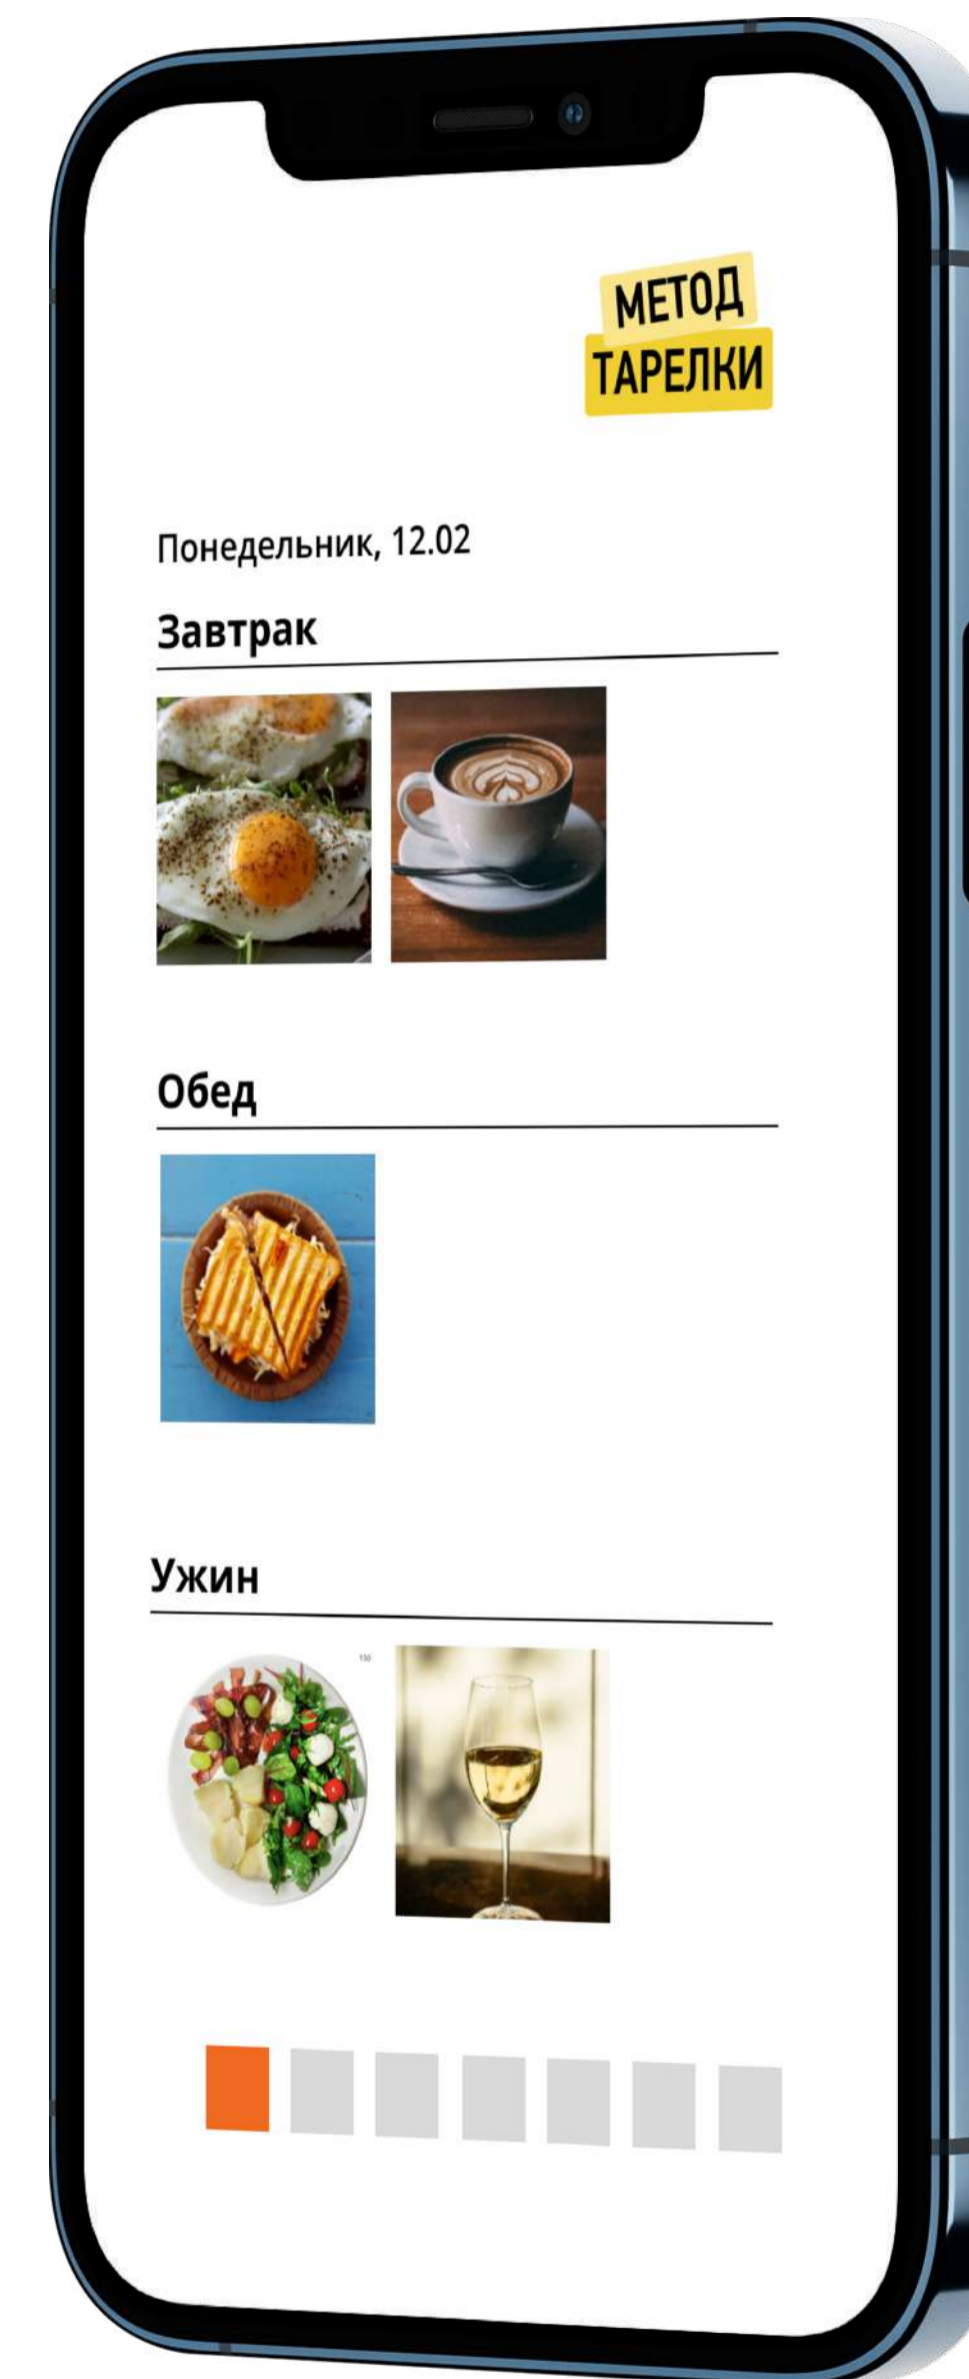 МЕТОД
ТАРЕЛКИ
Понедельник, 12.02
Завтрак
Обед
Ужин